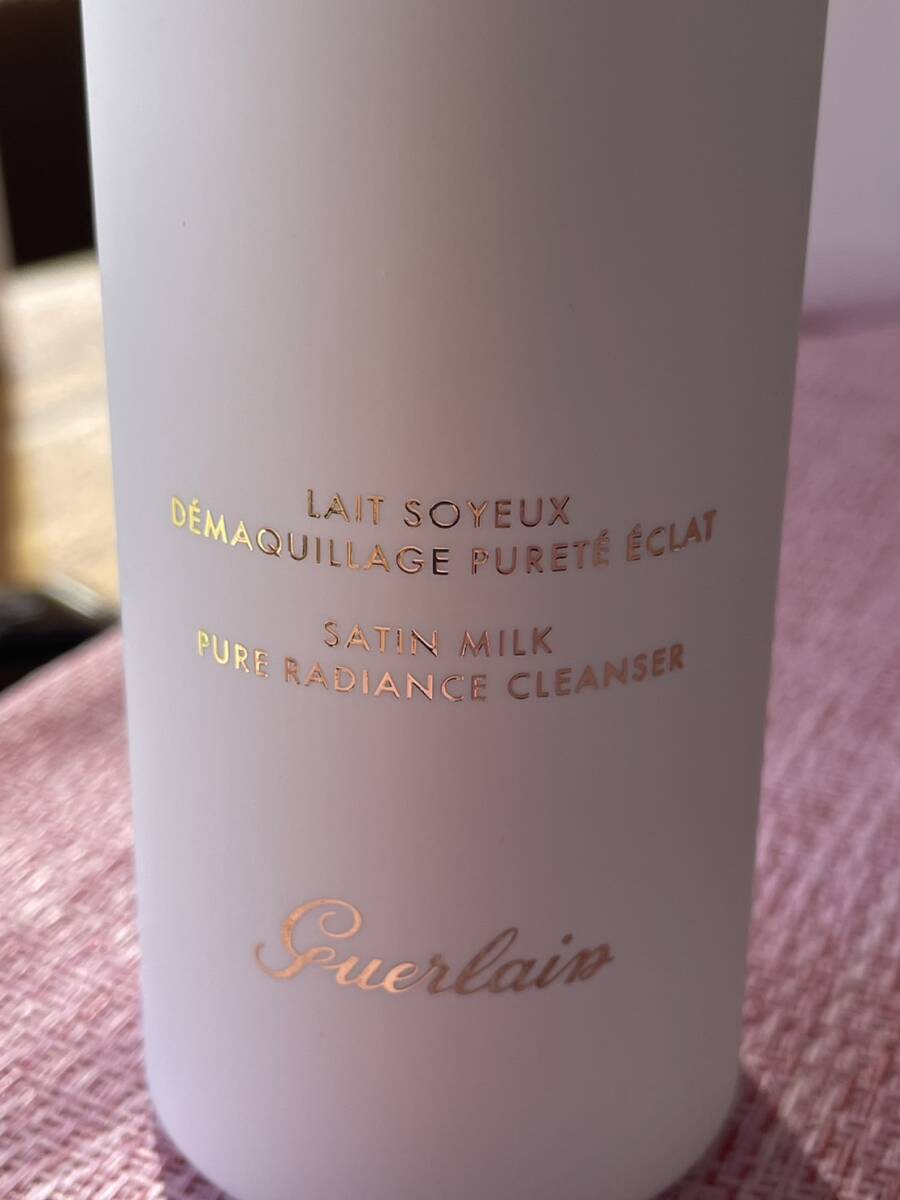 LAIT SOYEUX
DÉMAQUILLAGE PURETÉ ÉCLAT
SATIN MILK
PURE RADIANCE CLEANSER
Guerlain